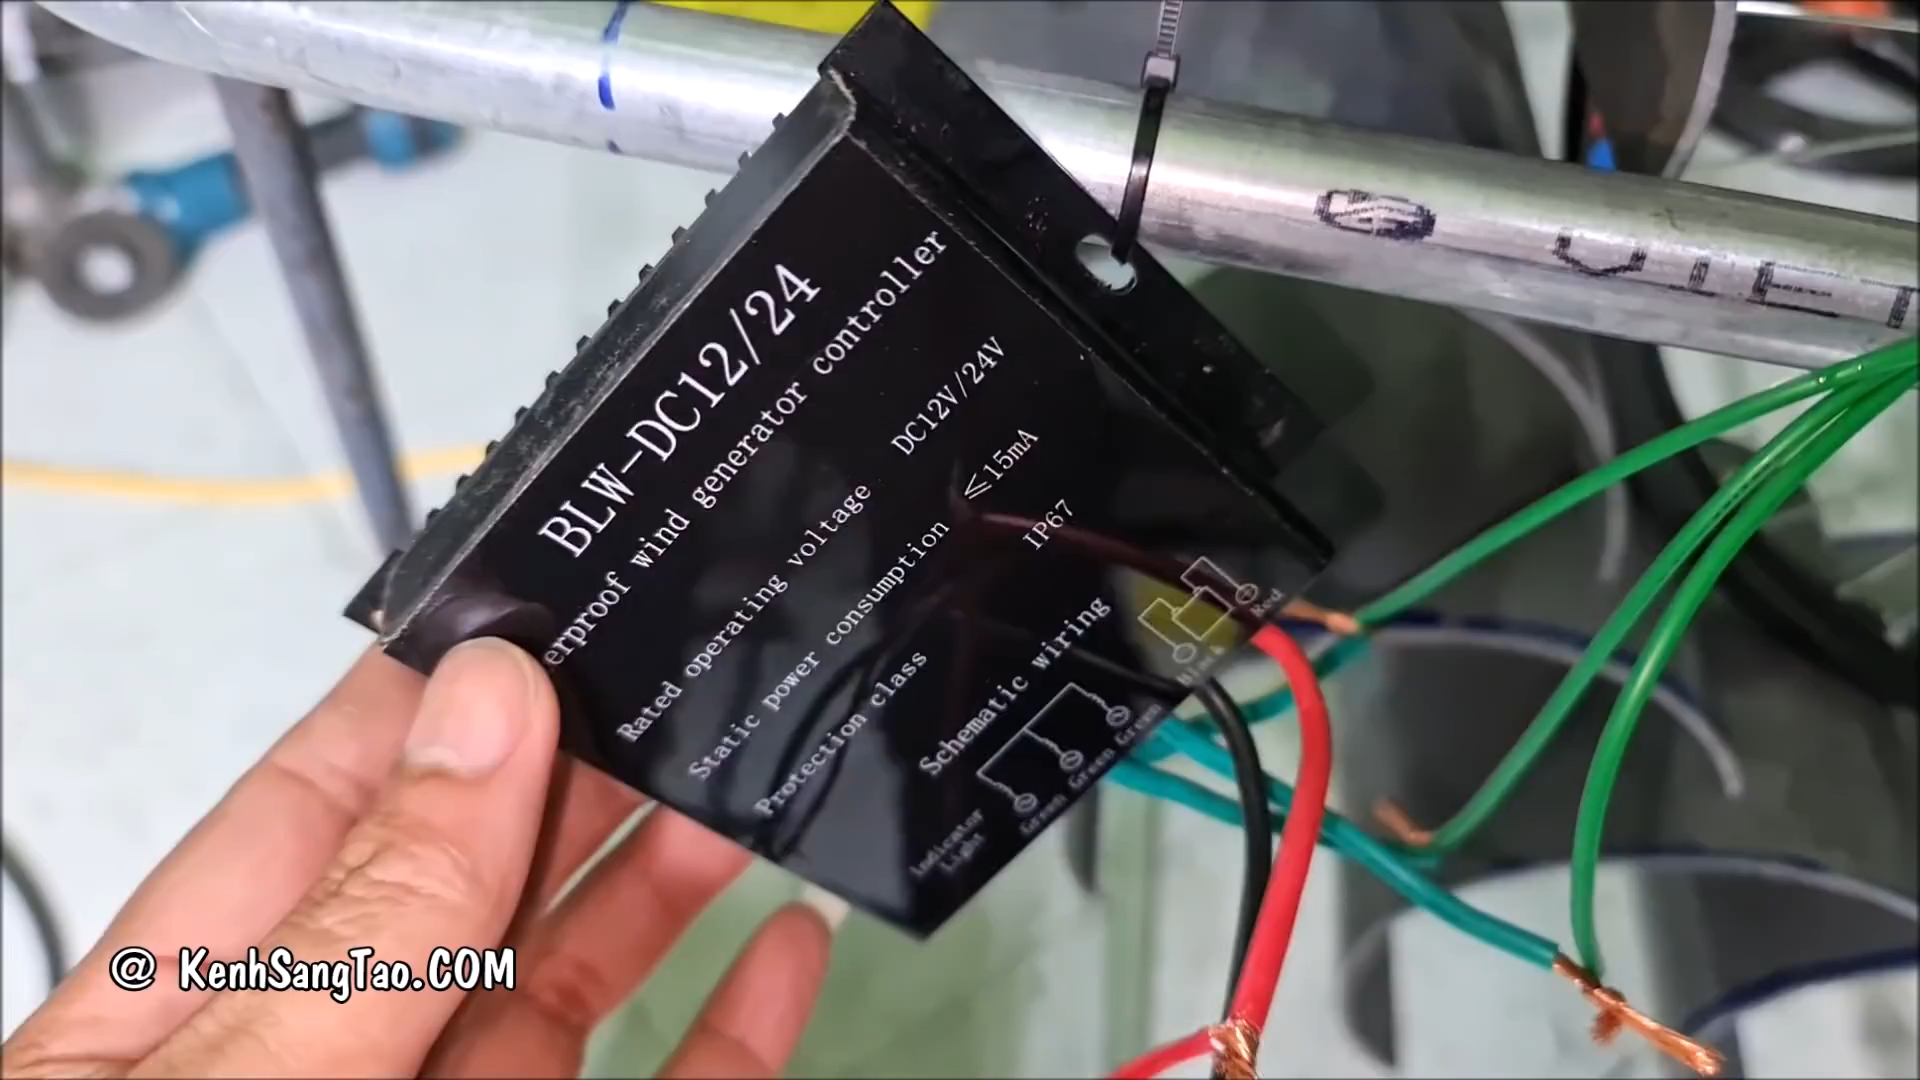 BLW-DC12/24
erproof wind generator controller
Rated operating voltage DC12V/24V
Static power consumption ≤15mA
Protection class IP67
Schematic wiring
Red
Indicator
Light
Green Green Green
VIET
@ KenhSangTao.COM